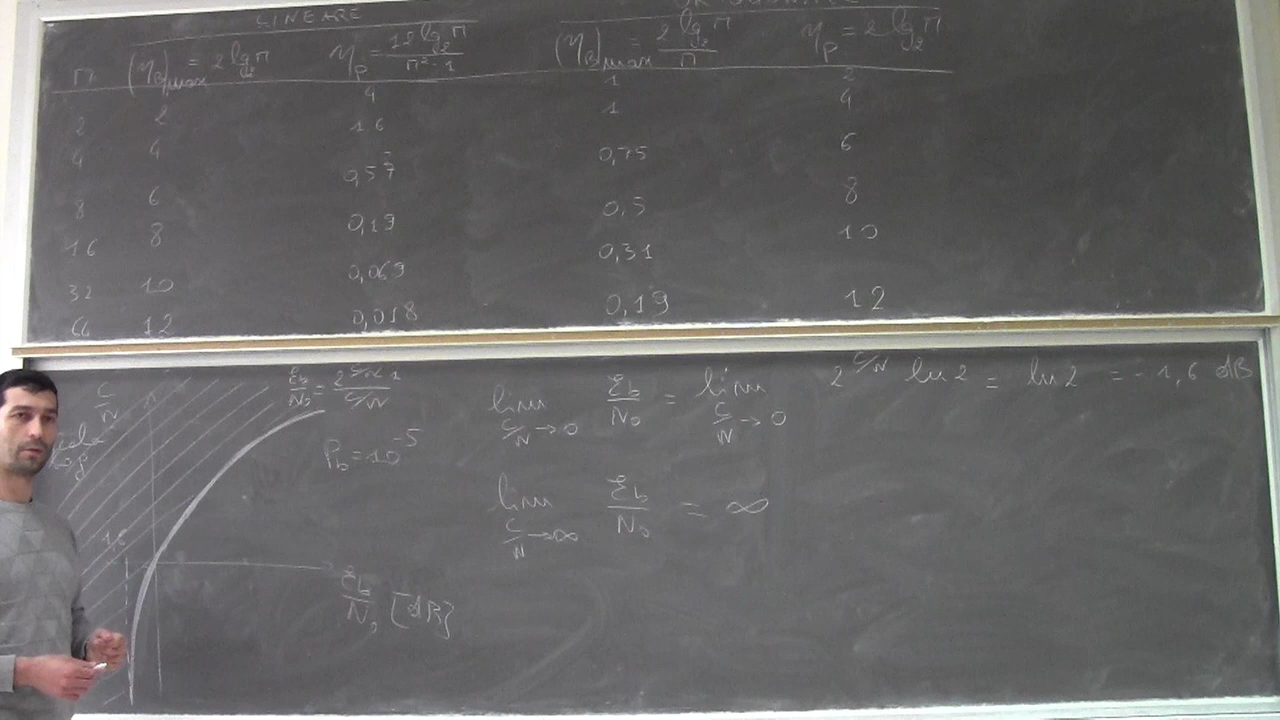 LINEARE
n (η_B)max = 2 lg₂ n η_p = 12 lg₂ n / n² - 1 (η_B)max = 2 lg₂ n / n η_p = 2 lg₂ n
2 2 4 1 2
4 4 1 6 1 4
8 6 0,57 0,75 6
16 8 0,19 0,5 8
32 10 0,069 0,31 10
64 12 0,018 0,19 12
C/N
ℰb/N₀ = 2^C/N - 1 / C/N
lim C/N → 0 ℰb/N₀ = lim C/N → 0 2^C/N ln 2 = ln 2 = - 1,6 dB
Pb = 10^-5
log
lim C/N → ∞ ℰb/N₀ = ∞
1,6
ℰb/N₀ [dB]